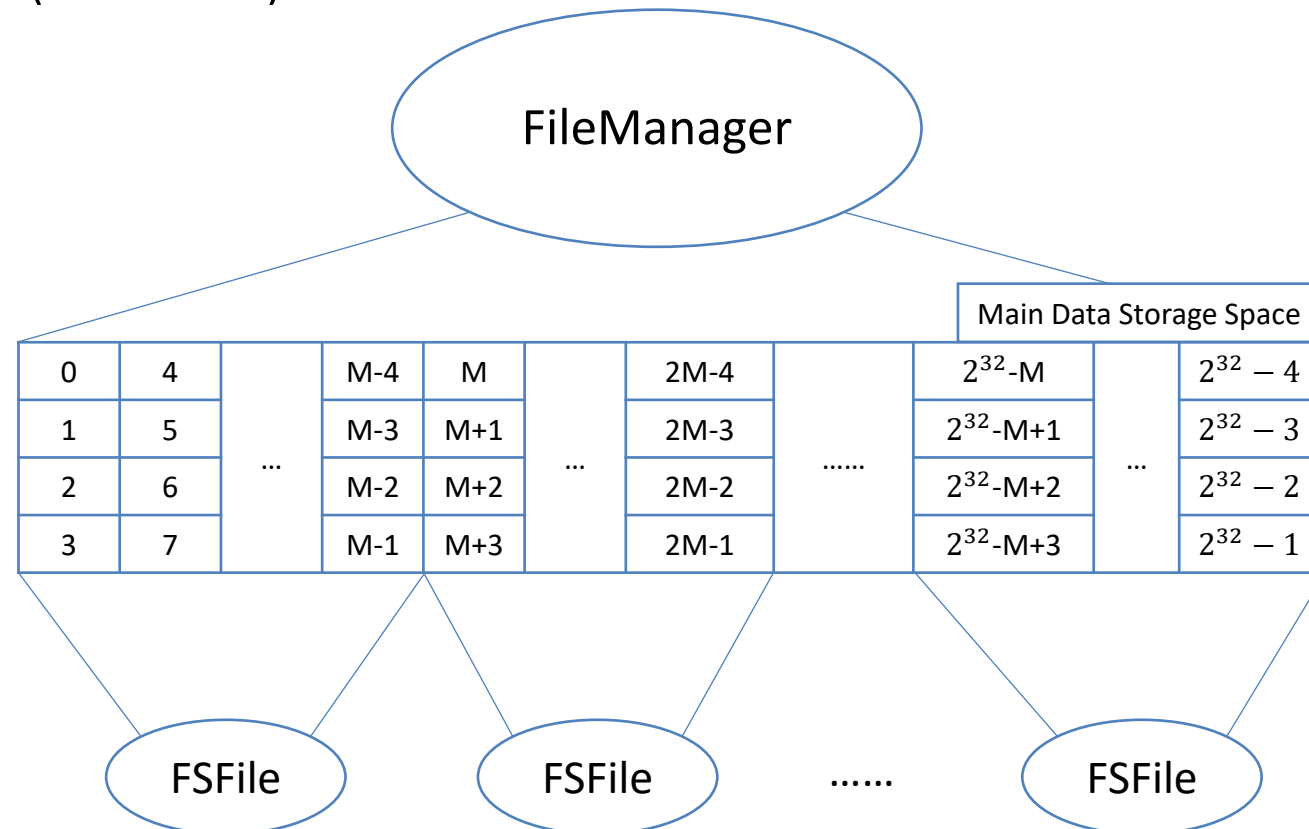 FileManager
Main Data Storage Space
0 4 M-4 M 2M-4 2³²-M 2³² − 4
1 5 M-3 M+1 2M-3 2³²-M+1 2³² − 3
... ... ...... ...
2 6 M-2 M+2 2M-2 2³²-M+2 2³² − 2
3 7 M-1 M+3 2M-1 2³²-M+3 2³² − 1
FSFile FSFile ...... FSFile